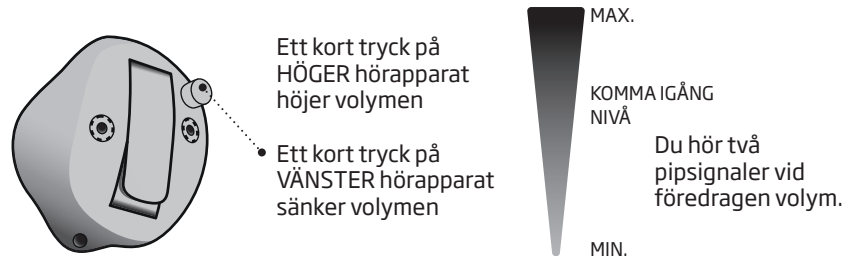 Ett kort tryck på
HÖGER hörapparat
höjer volymen
Ett kort tryck på
VÄNSTER hörapparat
sänker volymen
MAX.
KOMMA IGÅNG
NIVÅ
Du hör två
pipsignaler vid
föredragen volym.
MIN.